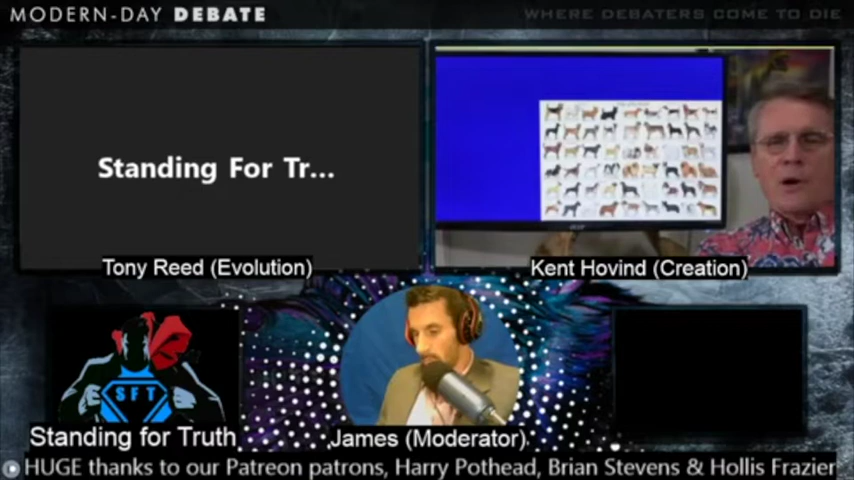 MODERN-DAY DEBATE
WHERE DEBATERS COME TO DIE
Standing For Tr...
Tony Reed (Evolution)
Kent Hovind (Creation)
SFT
Standing for Truth
James (Moderator)
HUGE thanks to our Patreon patrons, Harry Pothead, Brian Stevens & Hollis Frazier